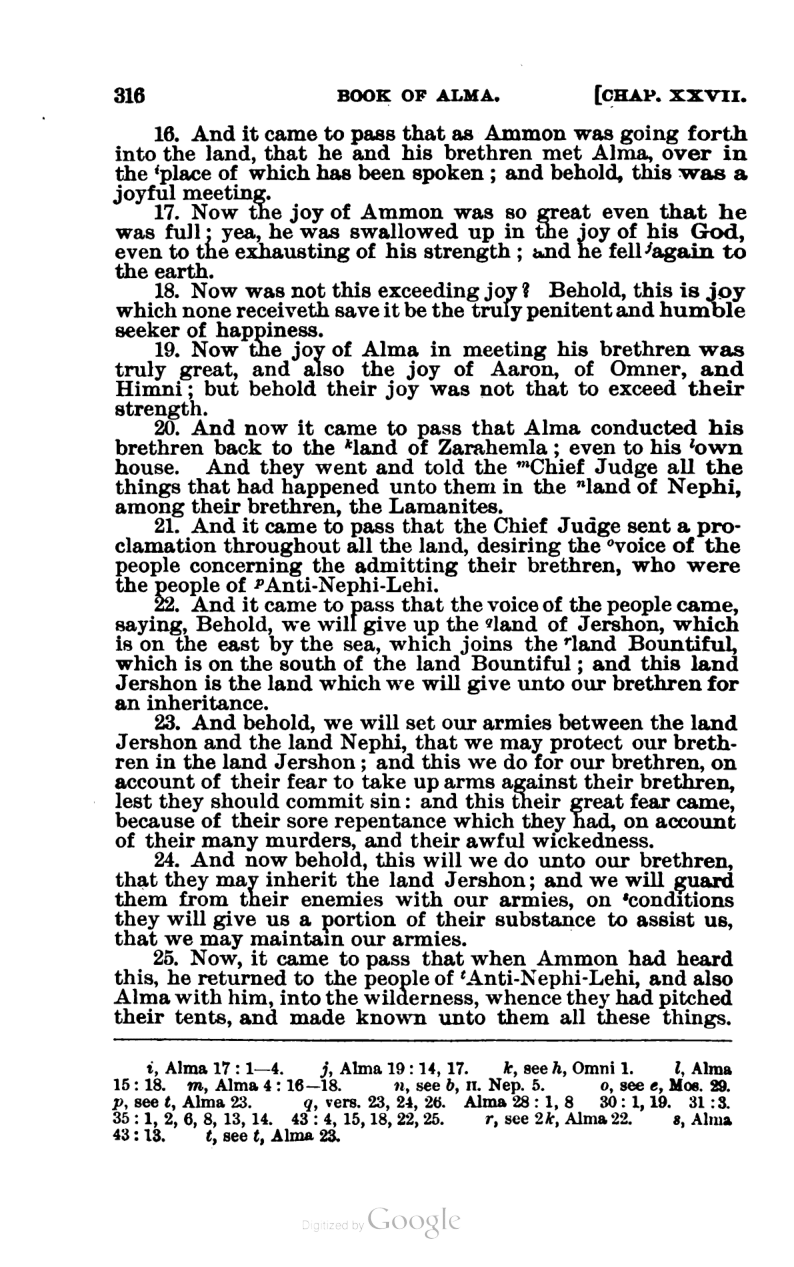 316 BOOK OF ALMA. [CHAP. XXVII.
16. And it came to pass that as Ammon was going forth
into the land, that he and his brethren met Alma, over in
the ⁱplace of which has been spoken; and behold, this was a
joyful meeting.
17. Now the joy of Ammon was so great even that he
was full; yea, he was swallowed up in the joy of his God,
even to the exhausting of his strength; and he fell ʲagain to
the earth.
18. Now was not this exceeding joy? Behold, this is joy
which none receiveth save it be the truly penitent and humble
seeker of happiness.
19. Now the joy of Alma in meeting his brethren was
truly great, and also the joy of Aaron, of Omner, and
Himni; but behold their joy was not that to exceed their
strength.
20. And now it came to pass that Alma conducted his
brethren back to the ᵏland of Zarahemla; even to his ˡown
house. And they went and told the ᵐChief Judge all the
things that had happened unto them in the ⁿland of Nephi,
among their brethren, the Lamanites.
21. And it came to pass that the Chief Judge sent a pro-
clamation throughout all the land, desiring the ᵒvoice of the
people concerning the admitting their brethren, who were
the people of ᵖAnti-Nephi-Lehi.
22. And it came to pass that the voice of the people came,
saying, Behold, we will give up the qland of Jershon, which
is on the east by the sea, which joins the ʳland Bountiful,
which is on the south of the land Bountiful; and this land
Jershon is the land which we will give unto our brethren for
an inheritance.
23. And behold, we will set our armies between the land
Jershon and the land Nephi, that we may protect our breth-
ren in the land Jershon; and this we do for our brethren, on
account of their fear to take up arms against their brethren,
lest they should commit sin: and this their great fear came,
because of their sore repentance which they had, on account
of their many murders, and their awful wickedness.
24. And now behold, this will we do unto our brethren,
that they may inherit the land Jershon; and we will guard
them from their enemies with our armies, on ˢconditions
they will give us a portion of their substance to assist us,
that we may maintain our armies.
25. Now, it came to pass that when Ammon had heard
this, he returned to the people of ᵗAnti-Nephi-Lehi, and also
Alma with him, into the wilderness, whence they had pitched
their tents, and made known unto them all these things.
i, Alma 17: 1—4. j, Alma 19: 14, 17. k, see h, Omni 1. l, Alma
15: 18. m, Alma 4: 16—18. n, see b, II. Nep. 5. o, see e, Mos. 29.
p, see t, Alma 23. q, vers. 23, 24, 26. Alma 28: 1, 8 30: 1, 19. 31: 3.
35: 1, 2, 6, 8, 13, 14. 43: 4, 15, 18, 22, 25. r, see 2k, Alma 22. s, Alma
43: 13. t, see t, Alma 23.
Digitized by Google